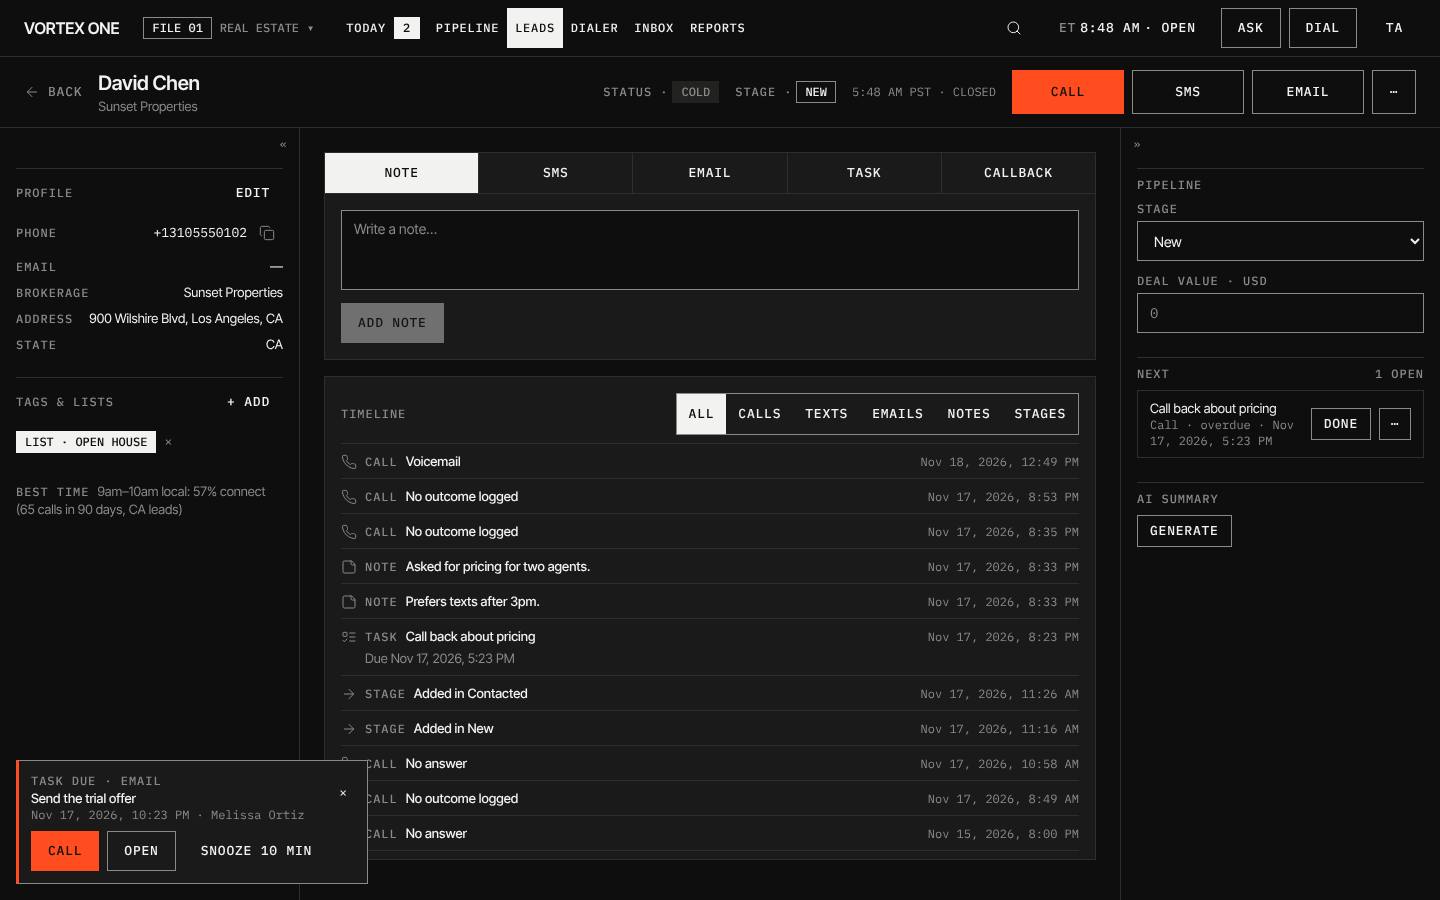 VORTEX ONE FILE 01 REAL ESTATE ▾ TODAY 2 PIPELINE LEADS DIALER INBOX REPORTS ET 8:48 AM · OPEN ASK DIAL TA
← BACK David Chen
Sunset Properties
STATUS · COLD STAGE · NEW 5:48 AM PST · CLOSED CALL SMS EMAIL ⋯
«
PROFILE EDIT
PHONE +13105550102
EMAIL —
BROKERAGE Sunset Properties
ADDRESS 900 Wilshire Blvd, Los Angeles, CA
STATE CA
TAGS & LISTS + ADD
LIST · OPEN HOUSE ×
BEST TIME 9am–10am local: 57% connect
(65 calls in 90 days, CA leads)
NOTE SMS EMAIL TASK CALLBACK
Write a note…
ADD NOTE
TIMELINE ALL CALLS TEXTS EMAILS NOTES STAGES
CALL Voicemail Nov 18, 2026, 12:49 PM
CALL No outcome logged Nov 17, 2026, 8:53 PM
CALL No outcome logged Nov 17, 2026, 8:35 PM
NOTE Asked for pricing for two agents. Nov 17, 2026, 8:33 PM
NOTE Prefers texts after 3pm. Nov 17, 2026, 8:33 PM
TASK Call back about pricing Nov 17, 2026, 8:23 PM
Due Nov 17, 2026, 5:23 PM
STAGE Added in Contacted Nov 17, 2026, 11:26 AM
STAGE Added in New Nov 17, 2026, 11:16 AM
CALL No answer Nov 17, 2026, 10:58 AM
CALL No outcome logged Nov 17, 2026, 8:49 AM
CALL No answer Nov 15, 2026, 8:00 PM
»
PIPELINE
STAGE
New
DEAL VALUE · USD
0
NEXT 1 OPEN
Call back about pricing
Call · overdue · Nov
17, 2026, 5:23 PM
DONE ⋯
AI SUMMARY
GENERATE
TASK DUE · EMAIL
Send the trial offer ×
Nov 17, 2026, 10:23 PM · Melissa Ortiz
CALL OPEN SNOOZE 10 MIN